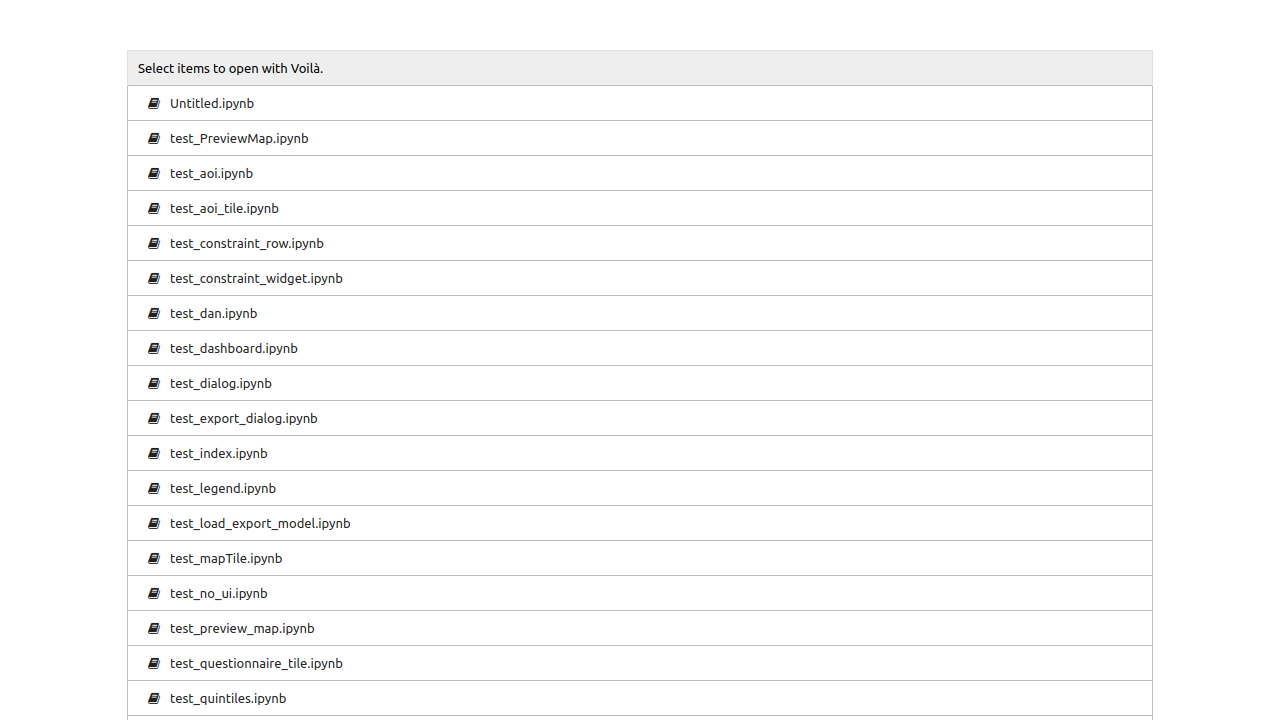 Select items to open with Voilà.
Untitled.ipynb
test_PreviewMap.ipynb
test_aoi.ipynb
test_aoi_tile.ipynb
test_constraint_row.ipynb
test_constraint_widget.ipynb
test_dan.ipynb
test_dashboard.ipynb
test_dialog.ipynb
test_export_dialog.ipynb
test_index.ipynb
test_legend.ipynb
test_load_export_model.ipynb
test_mapTile.ipynb
test_no_ui.ipynb
test_preview_map.ipynb
test_questionnaire_tile.ipynb
test_quintiles.ipynb